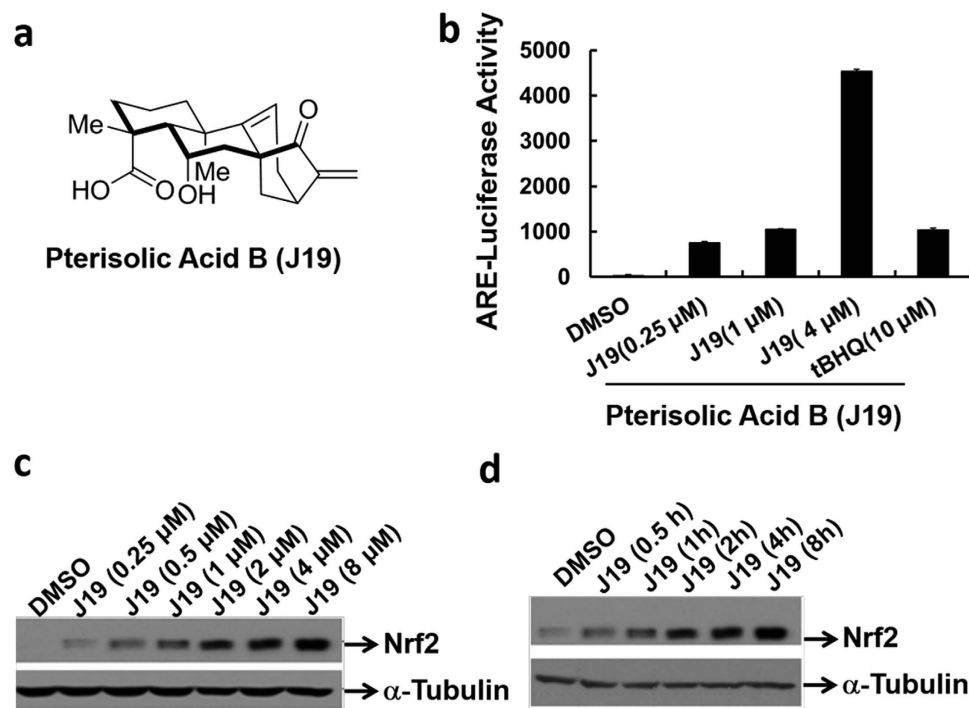 a
Me
O
HO
O
OH
Me
Pterisolic Acid B (J19)
b
ARE-Luciferase Activity
5000
4000
3000
2000
1000
0
DMSO
J19(0.25 µM)
J19(1 µM)
J19( 4 µM)
tBHQ(10 µM)
Pterisolic Acid B (J19)
c
DMSO
J19 (0.25 µM)
J19 (0.5 µM)
J19 (1 µM)
J19 (2 µM)
J19 (4 µM)
J19 (8 µM)
Nrf2
α-Tubulin
d
DMSO
J19 (0.5 h)
J19 (1h)
J19 (2h)
J19 (4h)
J19 (8h)
Nrf2
α-Tubulin